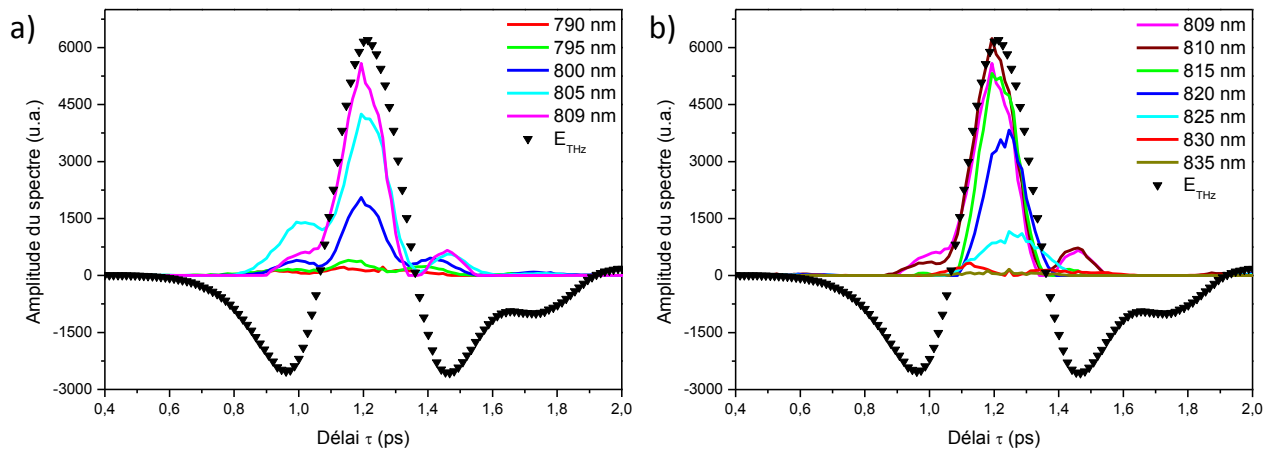 a)
Amplitude du spectre (u.a.)
6000
4500
3000
1500
0
-1500
-3000
0,4
0,6
0,8
1,0
1,2
1,4
1,6
1,8
2,0
Délai τ (ps)
790 nm
795 nm
800 nm
805 nm
809 nm
E_THz
b)
Amplitude du spectre (u.a.)
6000
4500
3000
1500
0
-1500
-3000
0,4
0,6
0,8
1,0
1,2
1,4
1,6
1,8
2,0
Délai τ (ps)
809 nm
810 nm
815 nm
820 nm
825 nm
830 nm
835 nm
E_THz